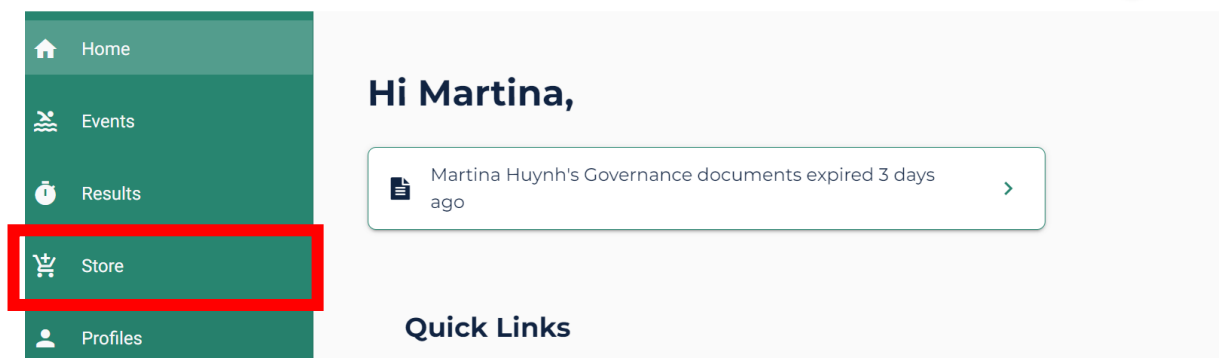 Home
Events
Results
Store
Profiles
Hi Martina,
Martina Huynh's Governance documents expired 3 days
ago
Quick Links